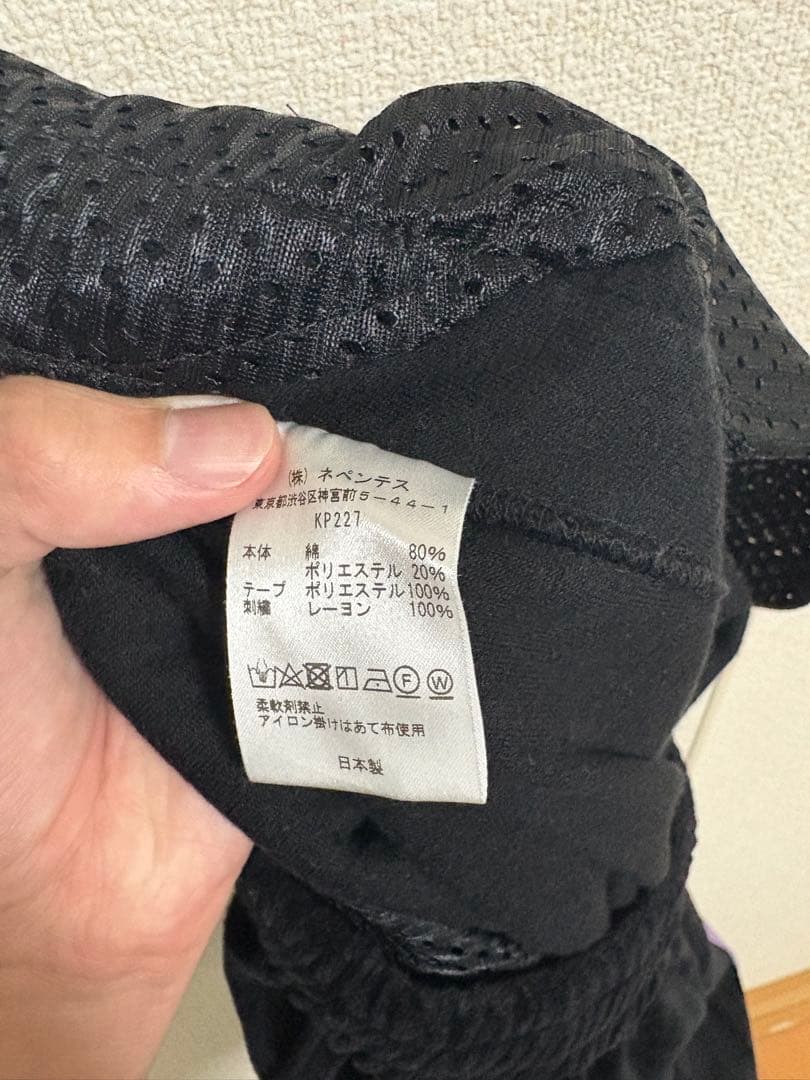 (株)ネペンテス
東京都渋谷区神宮前5-44-1
KP227
本体 綿 80%
ポリエステル 20%
テープ ポリエステル100%
刺繍 レーヨン 100%
F W
柔軟剤禁止
アイロン掛けはあて布使用
日本製